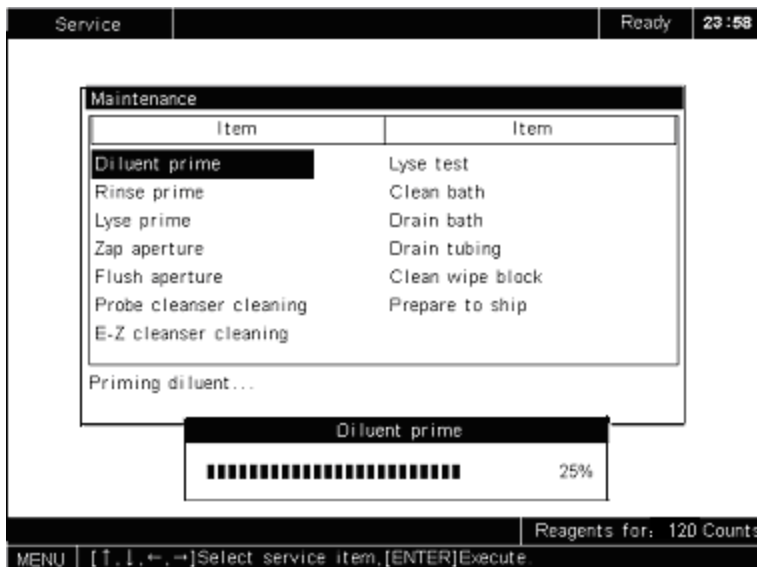 Service Ready 23:58
Maintenance
Item Item
Diluent prime Lyse test
Rinse prime Clean bath
Lyse prime Drain bath
Zap aperture Drain tubing
Flush aperture Clean wipe block
Probe cleanser cleaning Prepare to ship
E-Z cleanser cleaning
Priming diluent...
Diluent prime
25%
Reagents for: 120 Counts
MENU [↑,↓,←,→]Select service item,[ENTER]Execute.